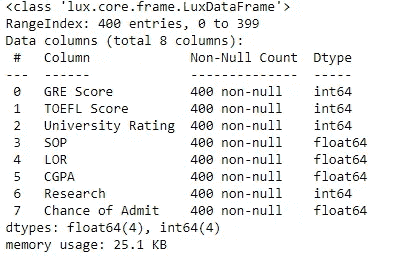 <class 'lux.core.frame.LuxDataFrame'>
RangeIndex: 400 entries, 0 to 399
Data columns (total 8 columns):
 #   Column             Non-Null Count  Dtype
---  ------             --------------  -----
 0   GRE Score          400 non-null    int64
 1   TOEFL Score        400 non-null    int64
 2   University Rating  400 non-null    int64
 3   SOP                400 non-null    float64
 4   LOR                400 non-null    float64
 5   CGPA               400 non-null    float64
 6   Research           400 non-null    int64
 7   Chance of Admit    400 non-null    float64
dtypes: float64(4), int64(4)
memory usage: 25.1 KB